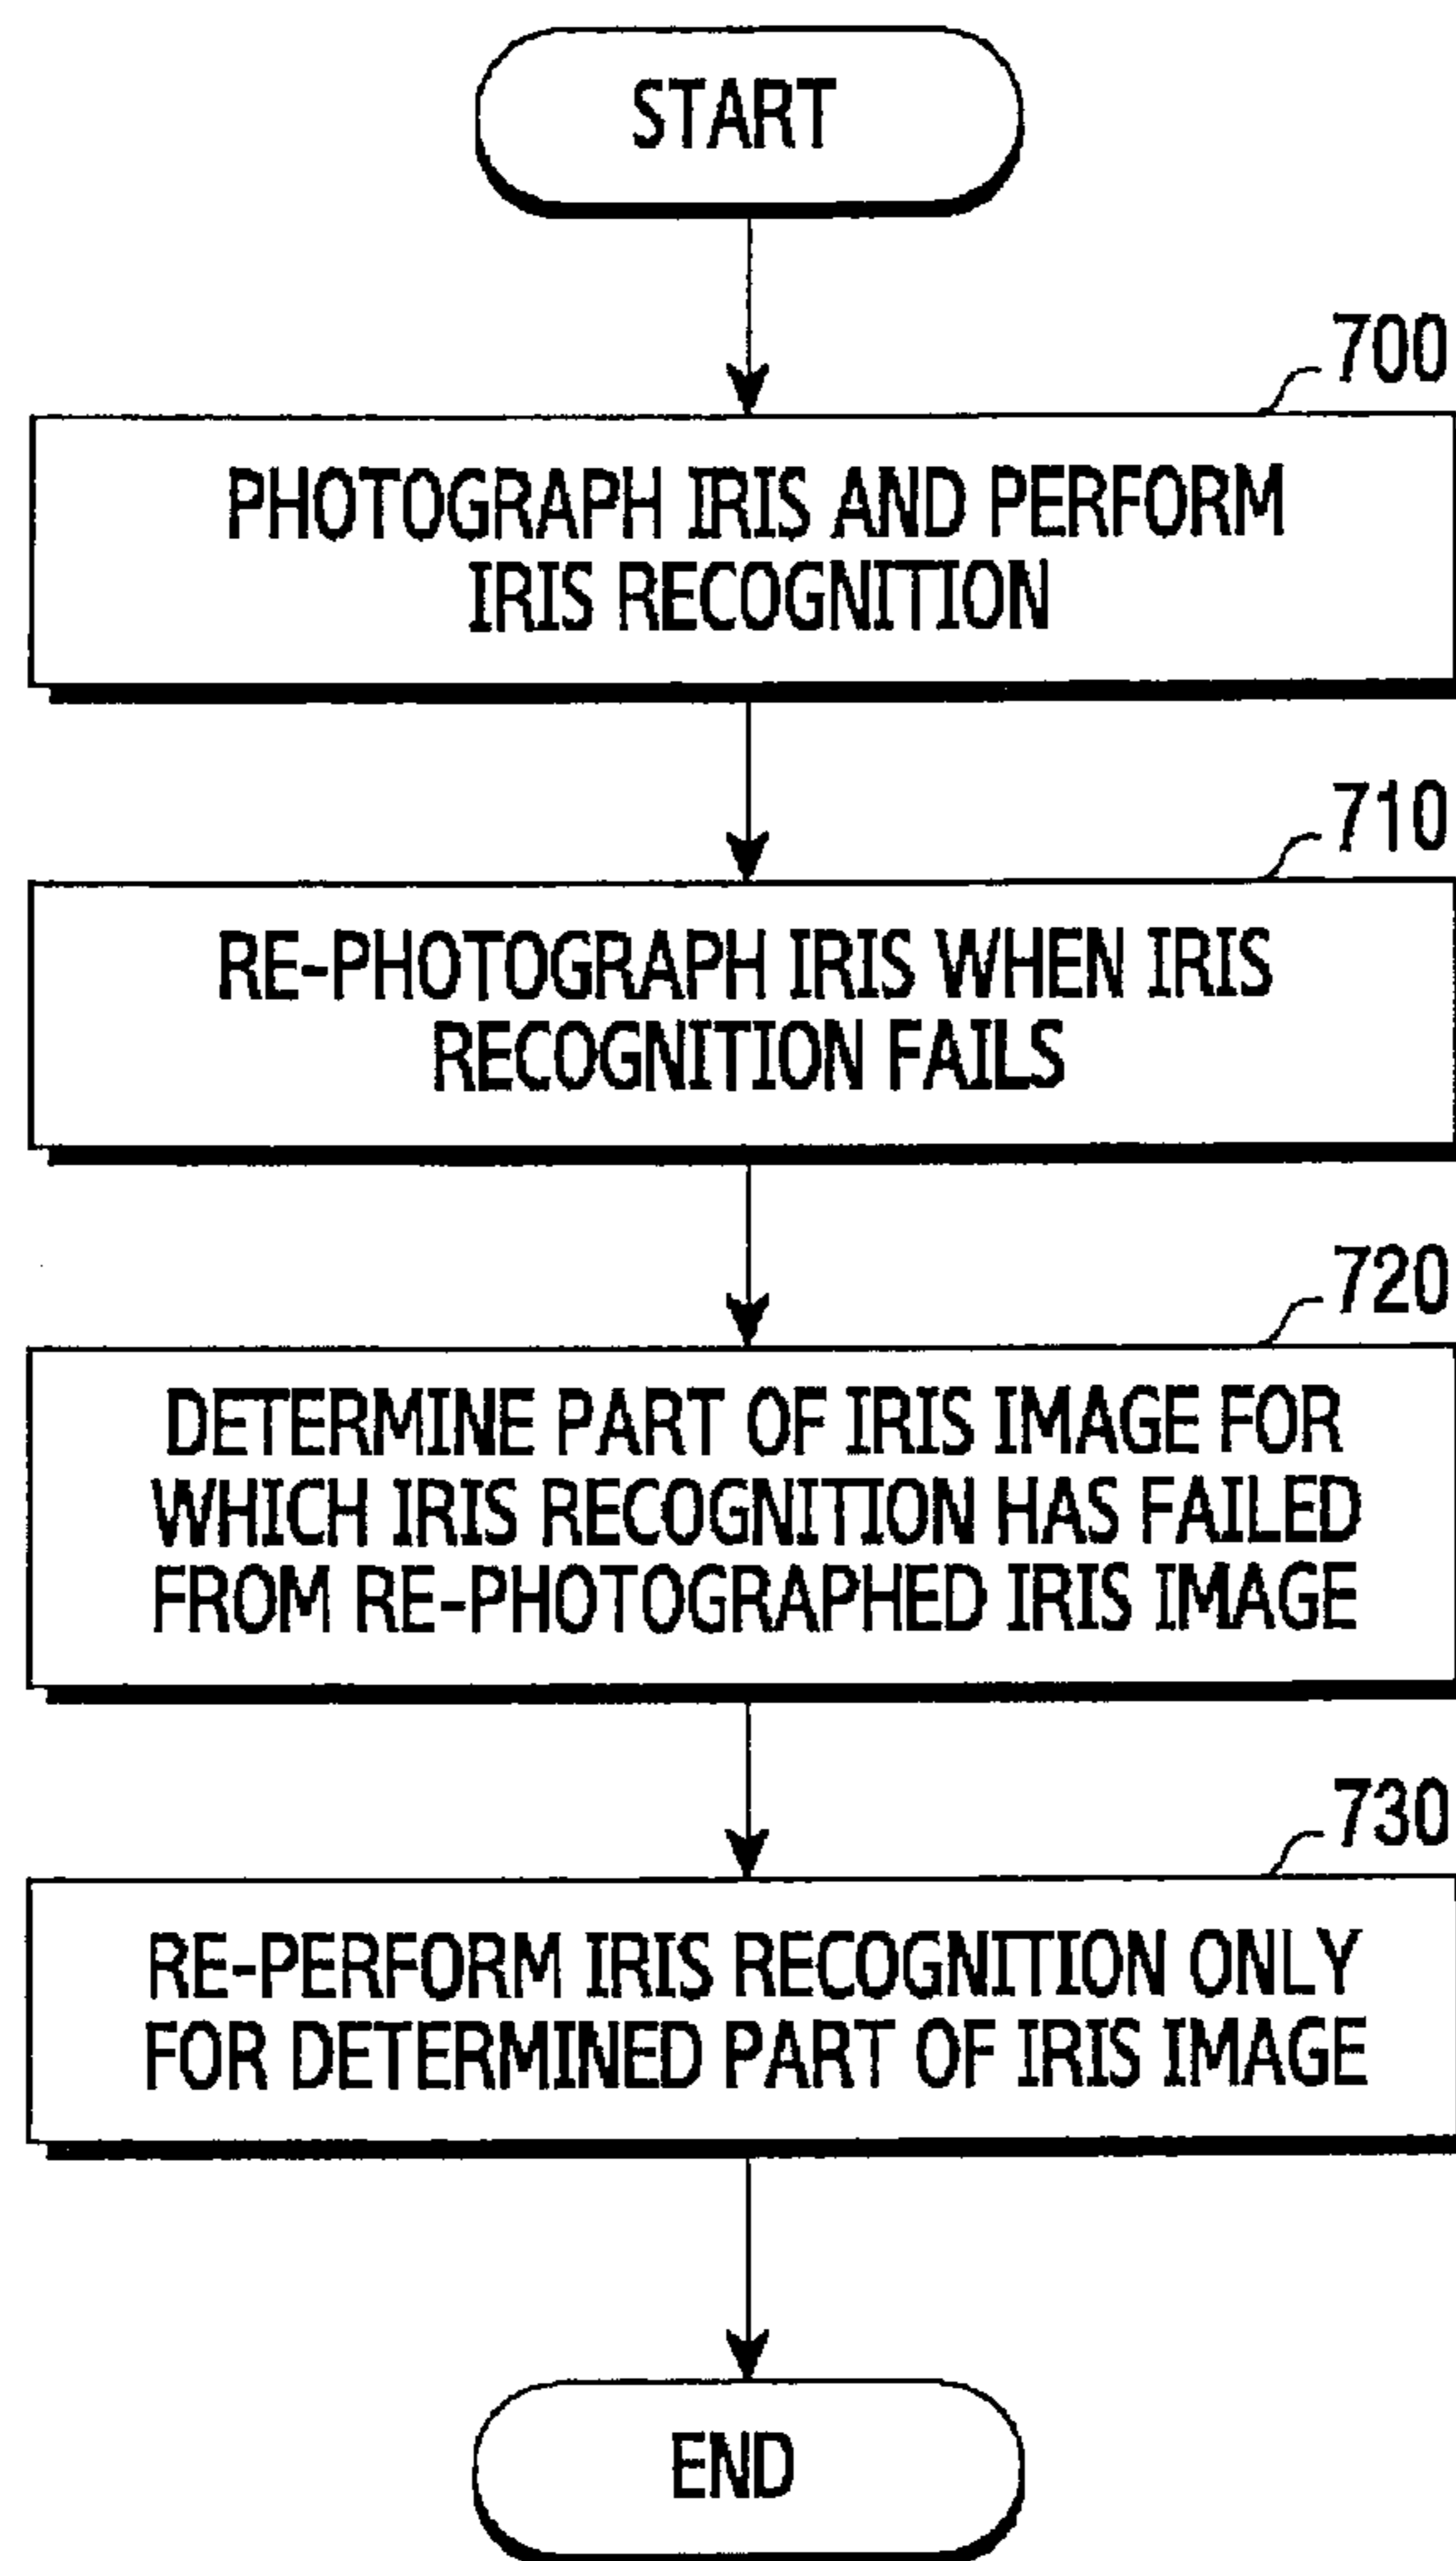 START
700
PHOTOGRAPH IRIS AND PERFORM
IRIS RECOGNITION
710
RE-PHOTOGRAPH IRIS WHEN IRIS
RECOGNITION FAILS
720
DETERMINE PART OF IRIS IMAGE FOR
WHICH IRIS RECOGNITION HAS FAILED
FROM RE-PHOTOGRAPHED IRIS IMAGE
730
RE-PERFORM IRIS RECOGNITION ONLY
FOR DETERMINED PART OF IRIS IMAGE
END